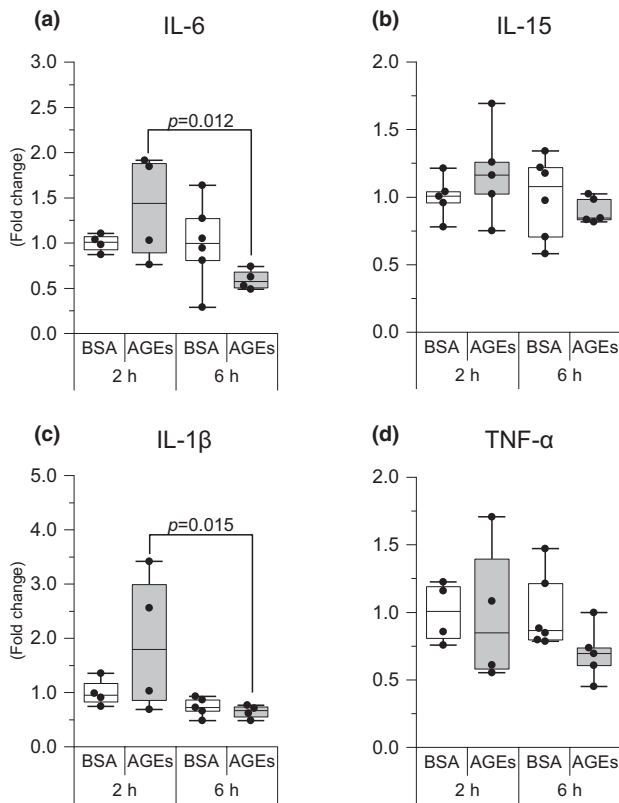 (a)
IL-6
(Fold change)
3.0
2.5
2.0
1.5
1.0
0.5
0.0
p=0.012
BSA AGEs BSA AGEs
2 h 6 h
(b)
IL-15
2.0
1.5
1.0
0.5
0.0
BSA AGEs BSA AGEs
2 h 6 h
(c)
IL-1β
(Fold change)
5.0
4.0
3.0
2.0
1.0
0.0
p=0.015
BSA AGEs BSA AGEs
2 h 6 h
(d)
TNF-α
2.0
1.5
1.0
0.5
0.0
BSA AGEs BSA AGEs
2 h 6 h